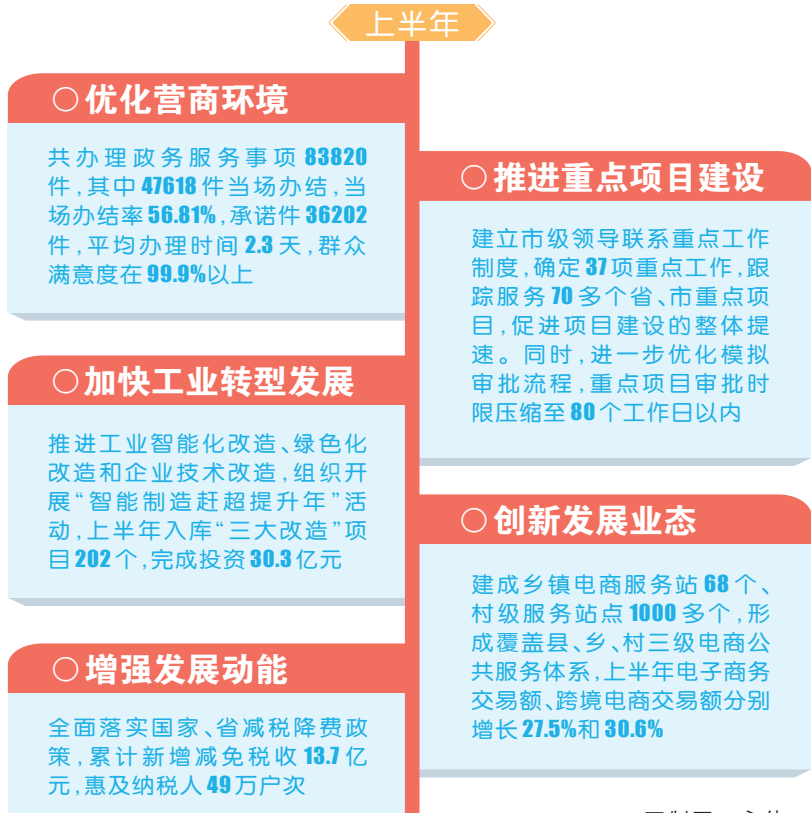 上半年
○优化营商环境
共办理政务服务事项83820
件,其中47618件当场办结,当
场办结率56.81%,承诺件36202
件,平均办理时间2.3天,群众
满意度在99.9%以上
○推进重点项目建设
建立市级领导联系重点工作
制度,确定37项重点工作,跟
踪服务70多个省、市重点项
目,促进项目建设的整体提
速。同时,进一步优化模拟
审批流程,重点项目审批时
限压缩至80个工作日以内
○加快工业转型发展
推进工业智能化改造、绿色化
改造和企业技术改造,组织开
展“智能制造赶超提升年”活
动,上半年入库“三大改造”项
目202个,完成投资30.3亿元
○创新发展业态
建成乡镇电商服务站68个、
村级服务站点1000多个,形
成覆盖县、乡、村三级电商公
共服务体系,上半年电子商务
交易额、跨境电商交易额分别
增长27.5%和30.6%
○增强发展动能
全面落实国家、省减税降费政
策,累计新增减免税收13.7亿
元,惠及纳税人49万户次